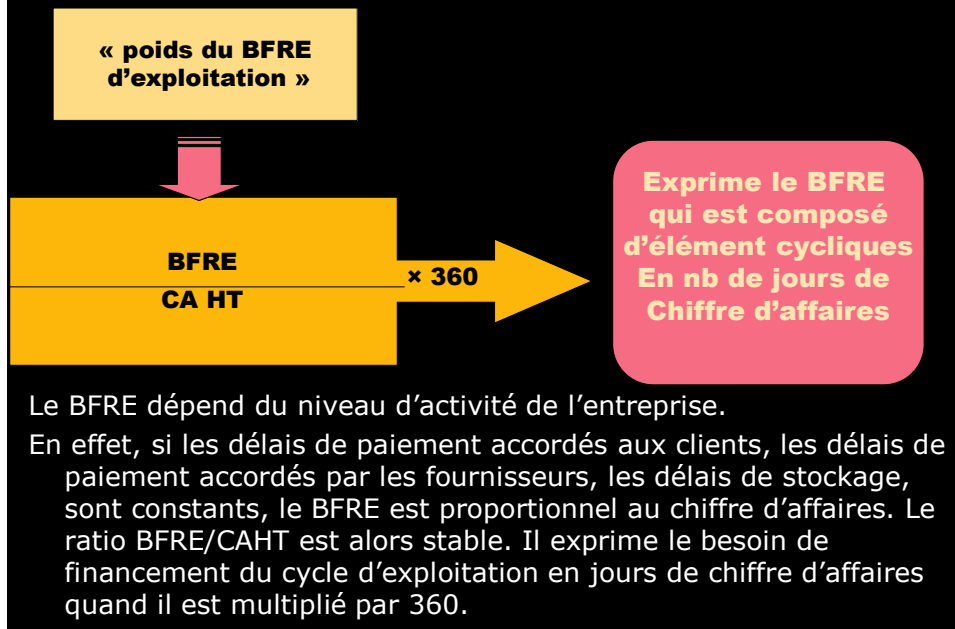 « poids du BFRE
d’exploitation »
BFRE
CA HT
× 360
Exprime le BFRE
qui est composé
d’élément cycliques
En nb de jours de
Chiffre d’affaires
Le BFRE dépend du niveau d’activité de l’entreprise.
En effet, si les délais de paiement accordés aux clients, les délais de
paiement accordés par les fournisseurs, les délais de stockage,
sont constants, le BFRE est proportionnel au chiffre d’affaires. Le
ratio BFRE/CAHT est alors stable. Il exprime le besoin de
financement du cycle d’exploitation en jours de chiffre d’affaires
quand il est multiplié par 360.